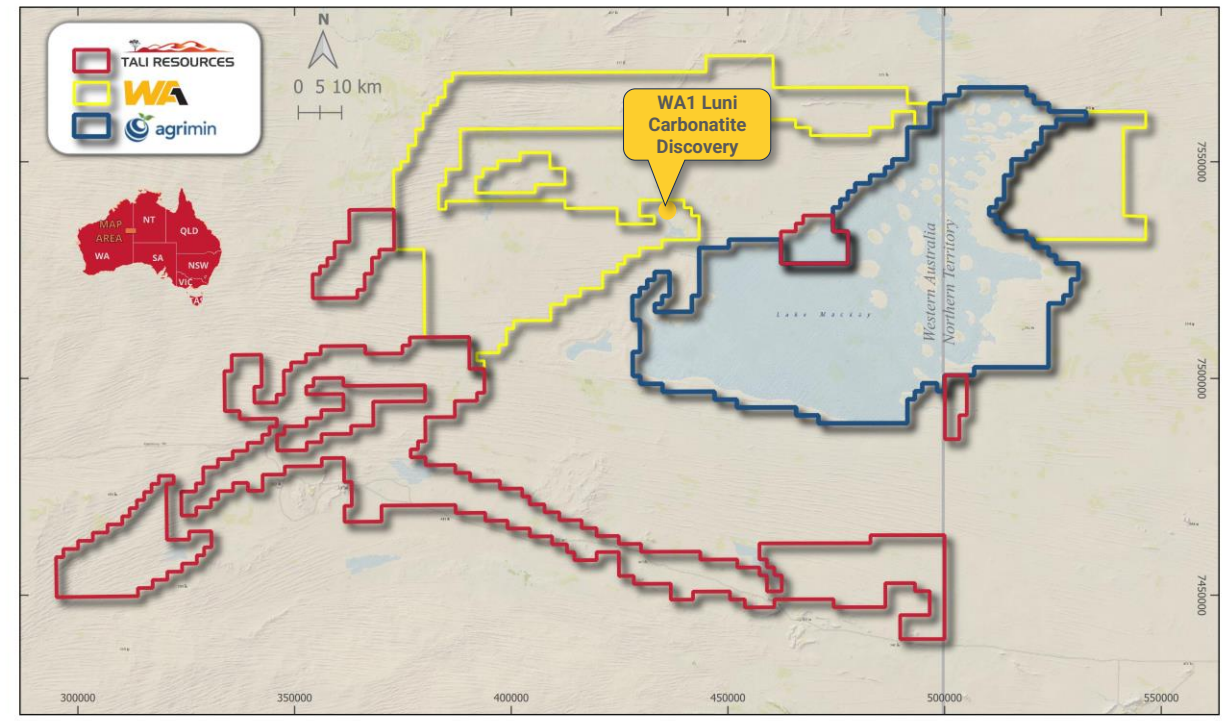 TALI RESOURCES
WA1
agrimin
N
0 5 10 km
WA1 Luni
Carbonatite
Discovery
MAP
AREA
NT
QLD
WA
SA
NSW
VIC
Western Australia
Northern Territory
Lake Mackay
7550000
7500000
7450000
300000
350000
400000
450000
500000
550000